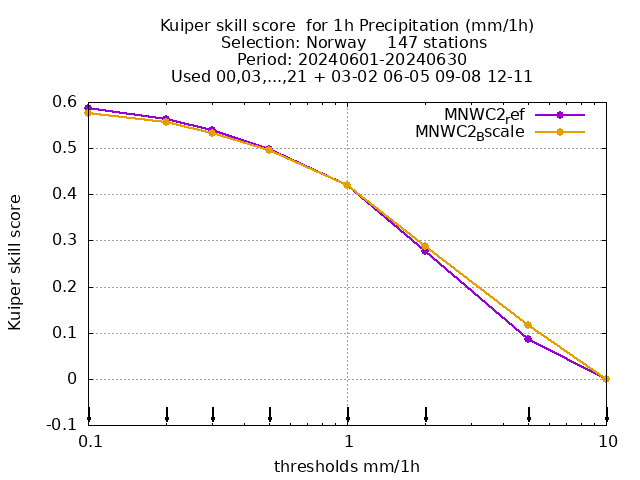 Kuiper skill score  for 1h Precipitation (mm/1h)
Selection: Norway    147 stations
Period: 20240601-20240630
Used 00,03,...,21 + 03-02 06-05 09-08 12-11
MNWC2ref
MNWC2Bscale
Kuiper skill score
0.6
0.5
0.4
0.3
0.2
0.1
0
-0.1
0.1 1 10
thresholds mm/1h